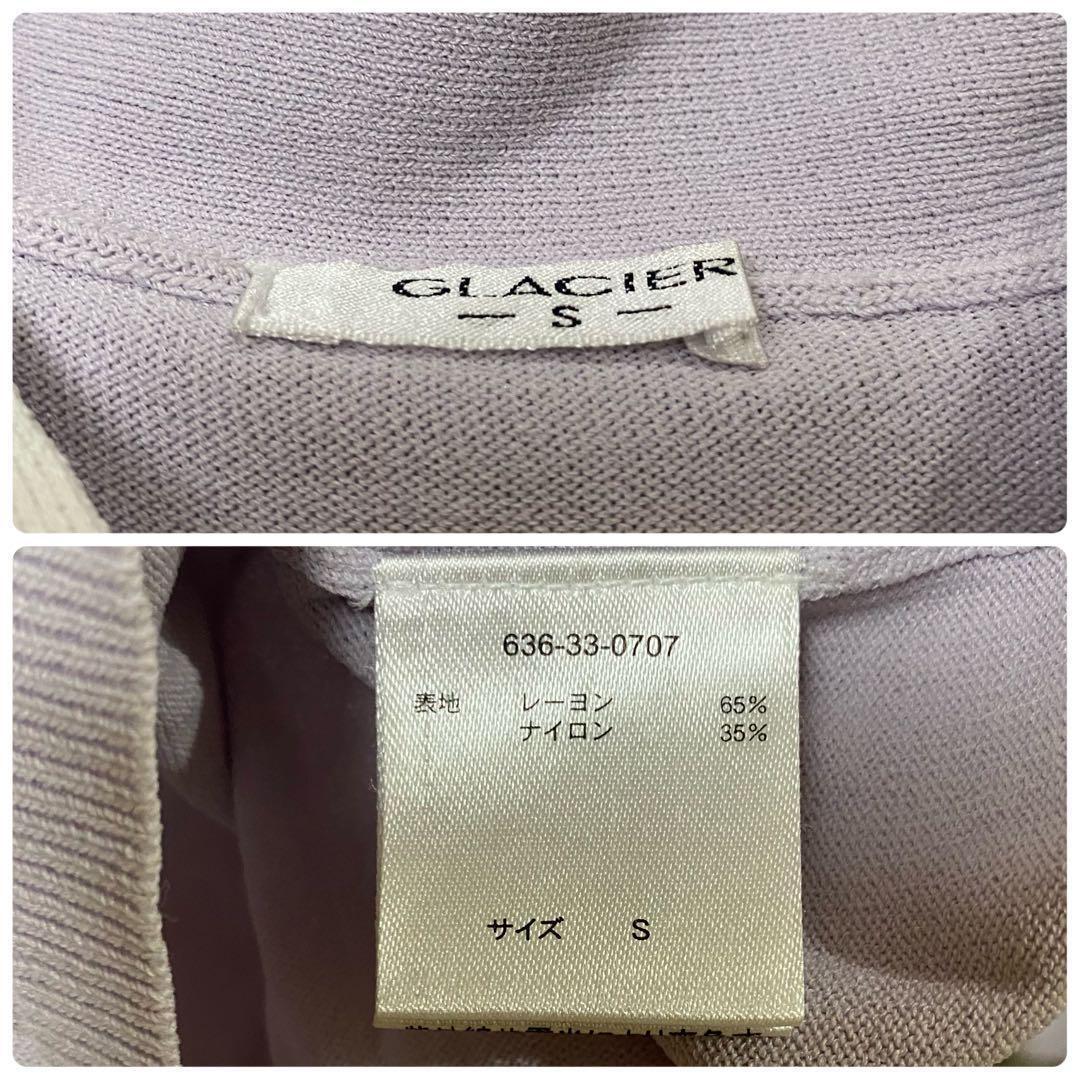 GLACIER
— S —
636-33-0707
表地 レーヨン 65%
ナイロン 35%
サイズ S